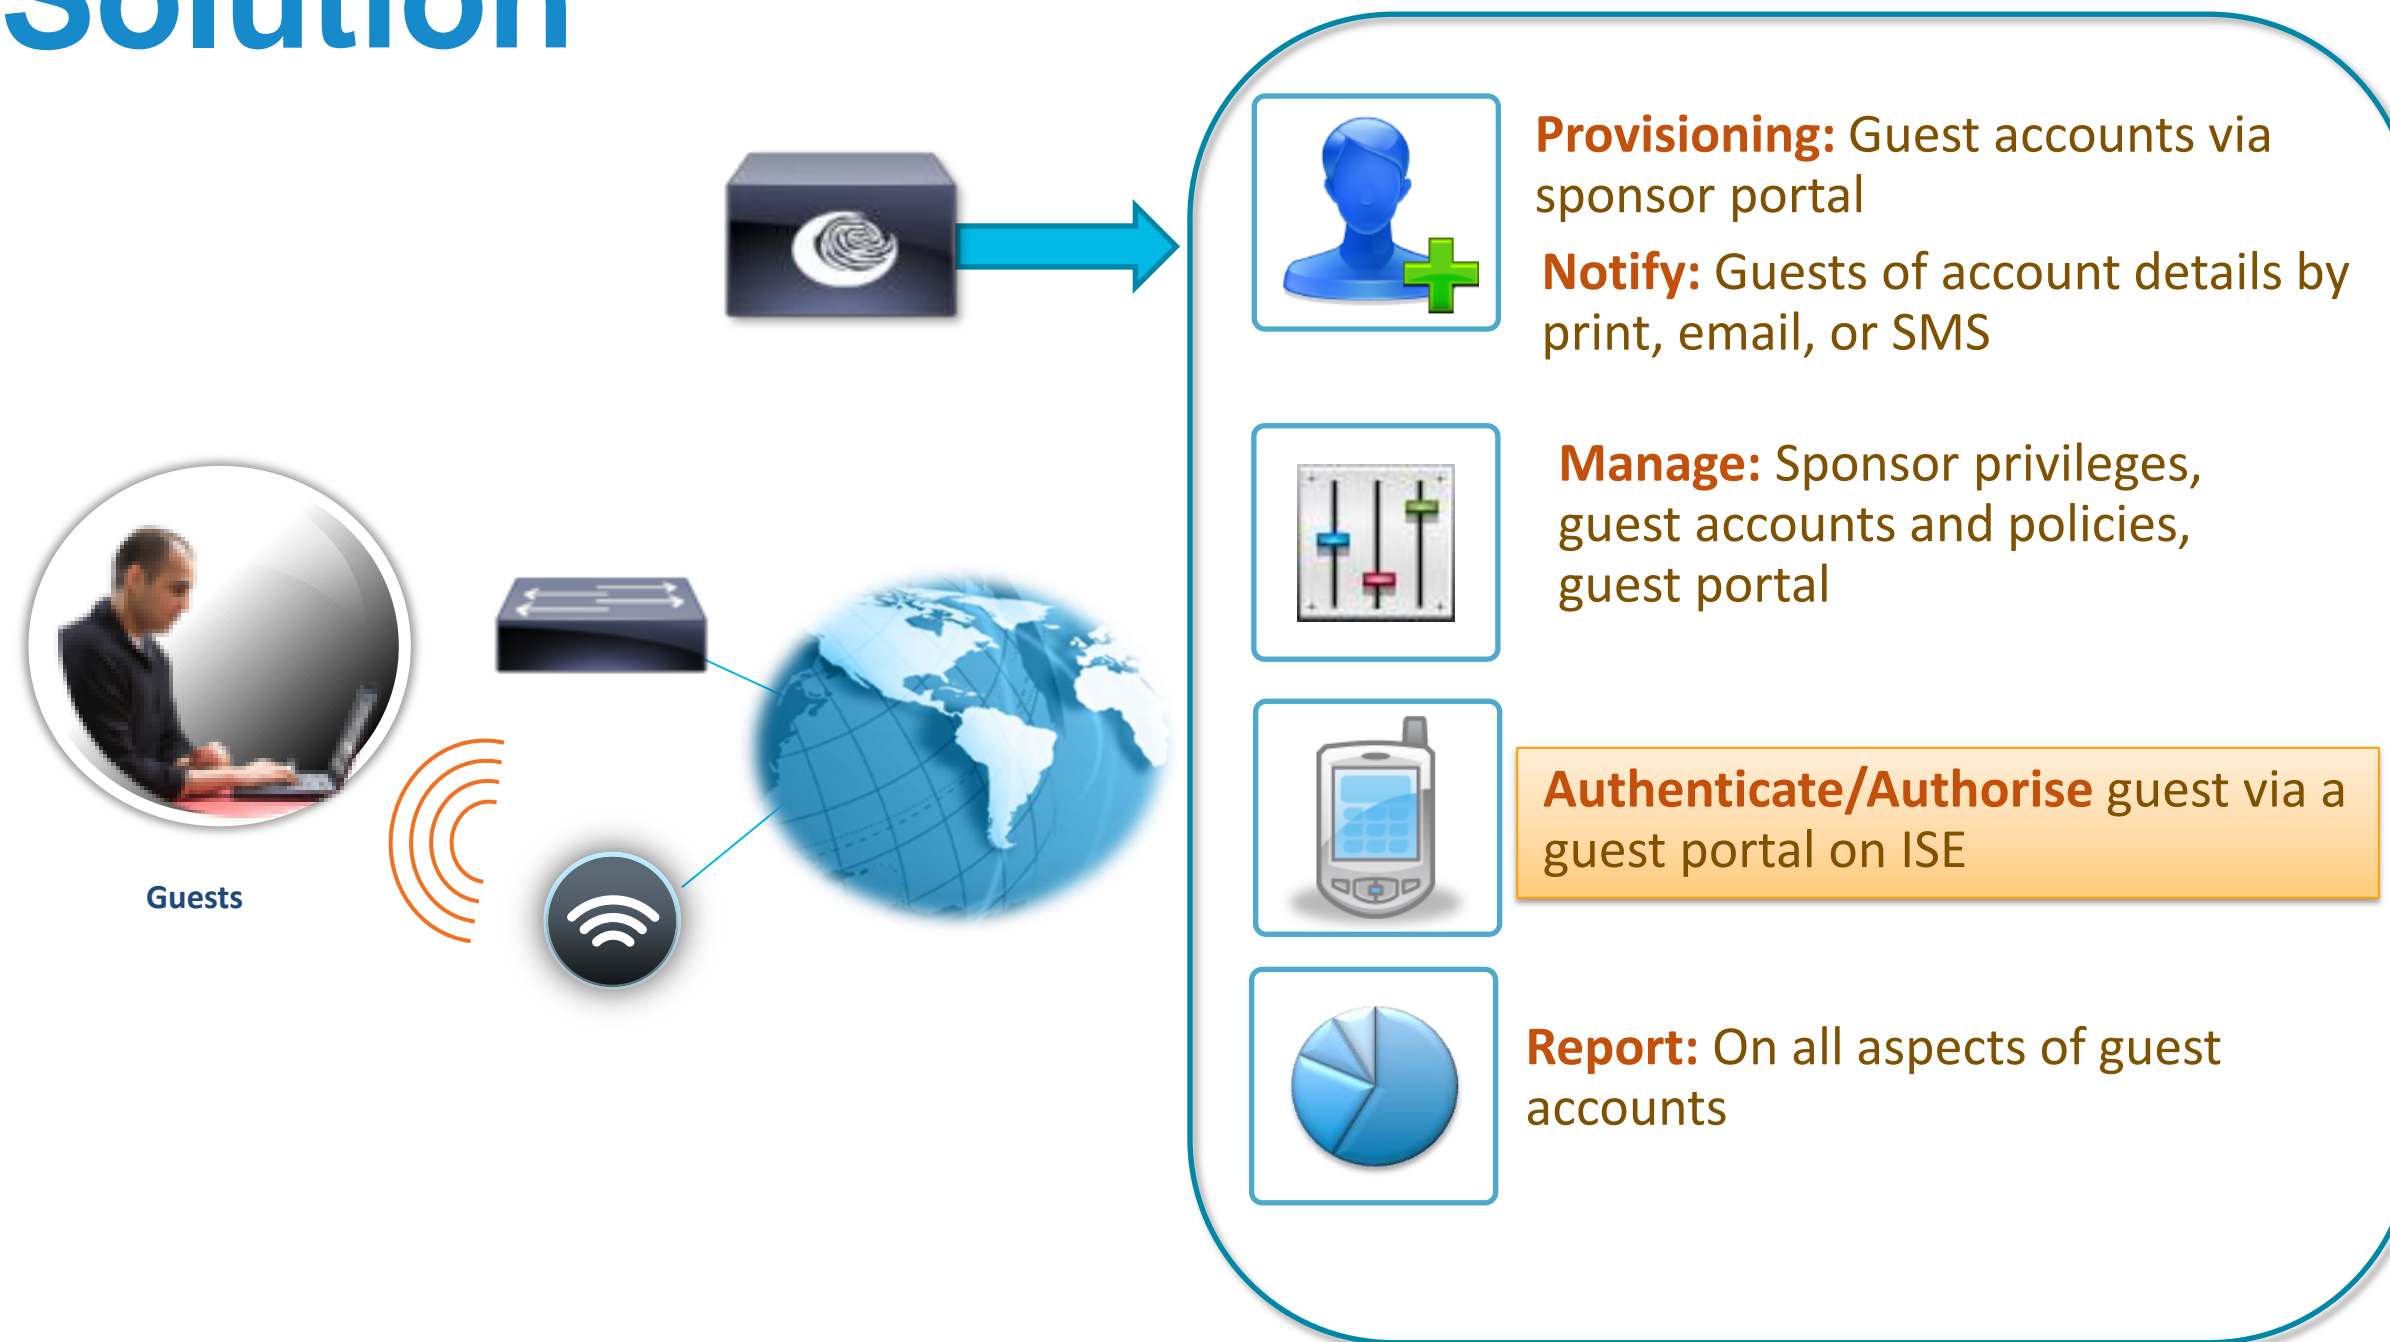 Solution
Provisioning: Guest accounts via
sponsor portal
Notify: Guests of account details by
print, email, or SMS
Manage: Sponsor privileges,
guest accounts and policies,
guest portal
Authenticate/Authorise guest via a
guest portal on ISE
Report: On all aspects of guest
accounts
Guests